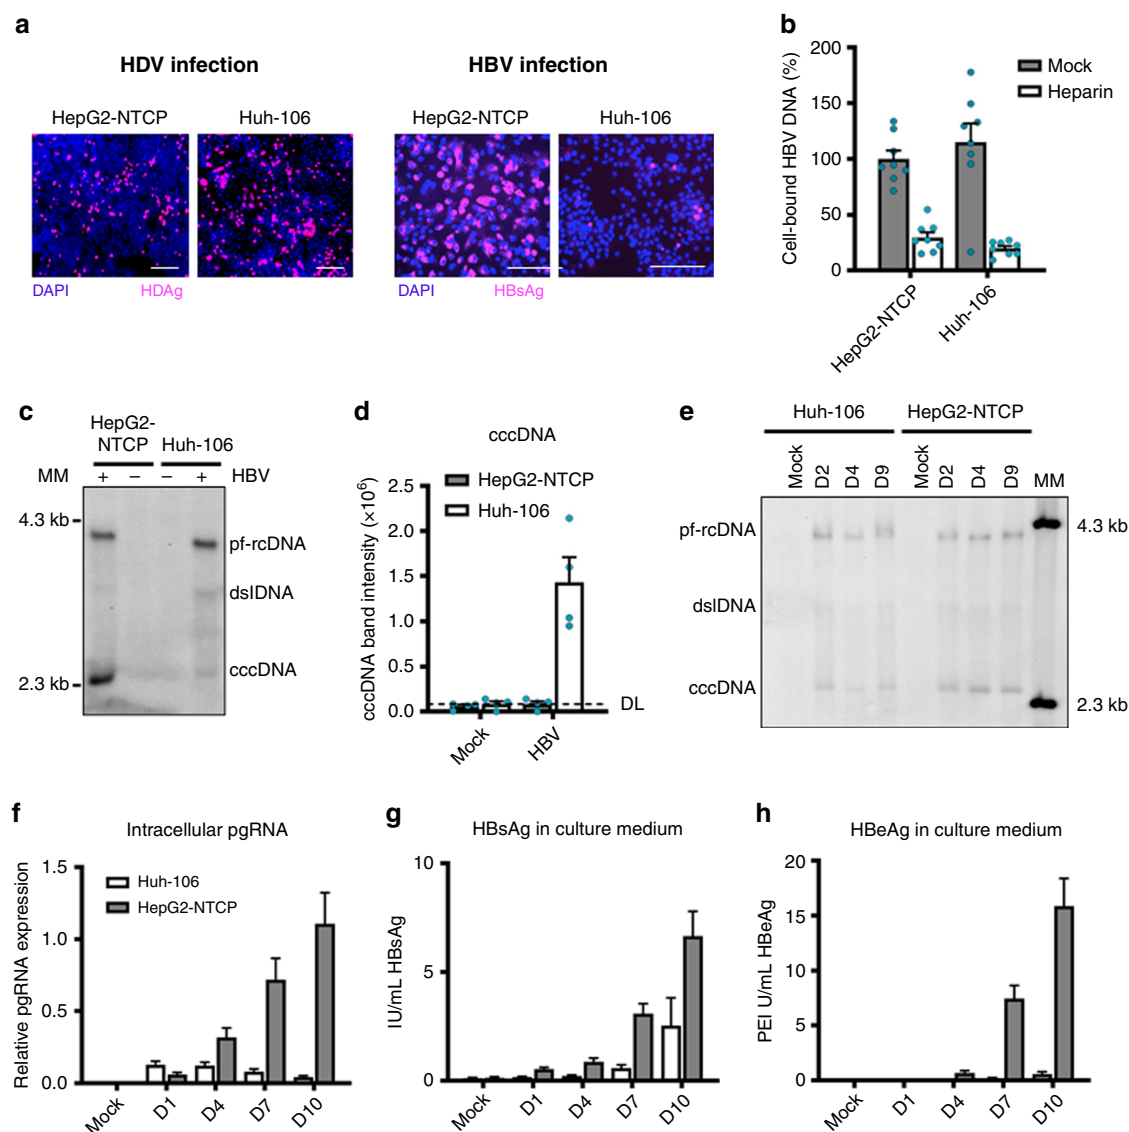 a
HDV infection
HBV infection
HepG2-NTCP
Huh-106
HepG2-NTCP
Huh-106
DAPI
HDAg
DAPI
HBsAg
b
Cell-bound HBV DNA (%)
200
150
100
50
0
Mock
Heparin
HepG2-NTCP
Huh-106
c
HepG2-
NTCP
Huh-106
MM
+
–
–
+
HBV
4.3 kb
2.3 kb
pf-rcDNA
dslDNA
cccDNA
d
cccDNA
HepG2-NTCP
Huh-106
cccDNA band intensity (×10⁶)
2.5
2.0
1.5
1.0
0.5
0.0
DL
Mock
HBV
e
Huh-106
HepG2-NTCP
Mock
D2
D4
D9
Mock
D2
D4
D9
MM
pf-rcDNA
dslDNA
cccDNA
4.3 kb
2.3 kb
f
Intracellular pgRNA
Relative pgRNA expression
1.5
1.0
0.5
0.0
Huh-106
HepG2-NTCP
Mock
D1
D4
D7
D10
g
HBsAg in culture medium
IU/mL HBsAg
10
5
0
Mock
D1
D4
D7
D10
h
HBeAg in culture medium
PEI U/mL HBeAg
20
15
10
5
0
Mock
D1
D4
D7
D10